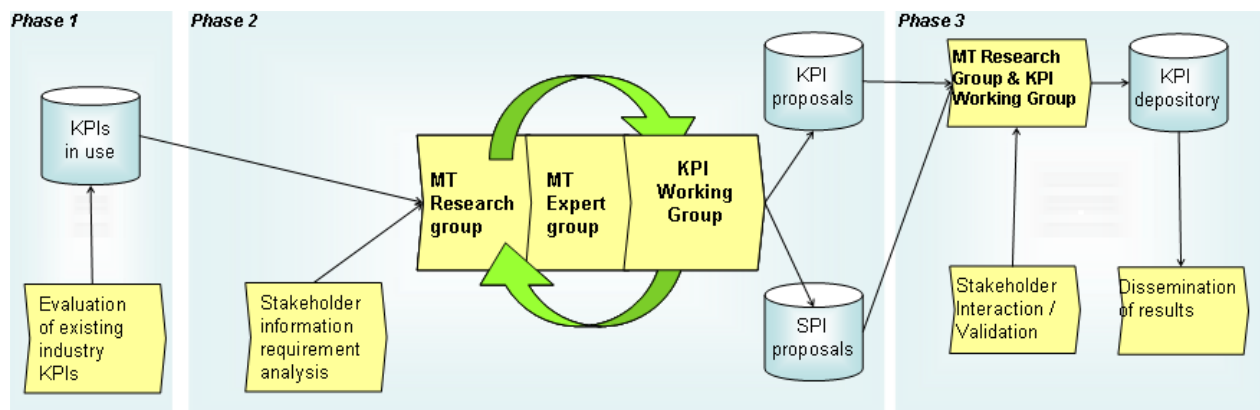 Phase 1
KPIs
in use
Evaluation
of existing
industry
KPIs
Phase 2
Stakeholder
information
requirement
analysis
MT
Research
group
MT
Expert
group
KPI
Working
Group
KPI
proposals
SPI
proposals
Phase 3
MT Research
Group & KPI
Working Group
KPI
depository
Stakeholder
Interaction /
Validation
Dissemination
of results